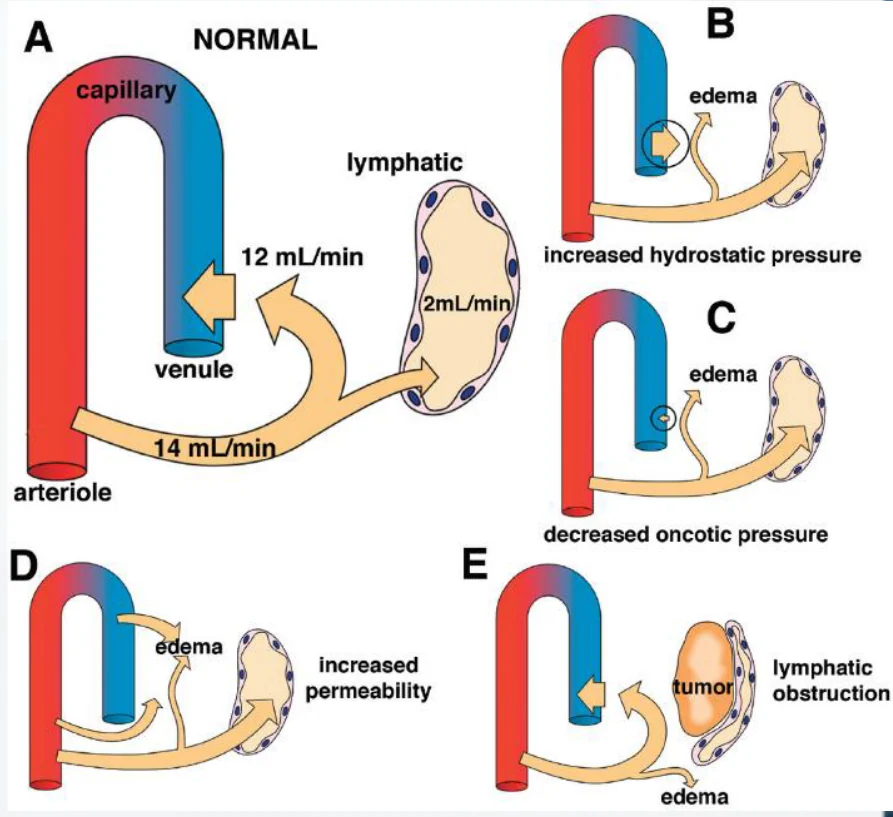 A
NORMAL
capillary
lymphatic
12 mL/min
2mL/min
venule
14 mL/min
arteriole
B
edema
increased hydrostatic pressure
C
edema
decreased oncotic pressure
D
edema
increased
permeability
E
tumor
lymphatic
obstruction
edema